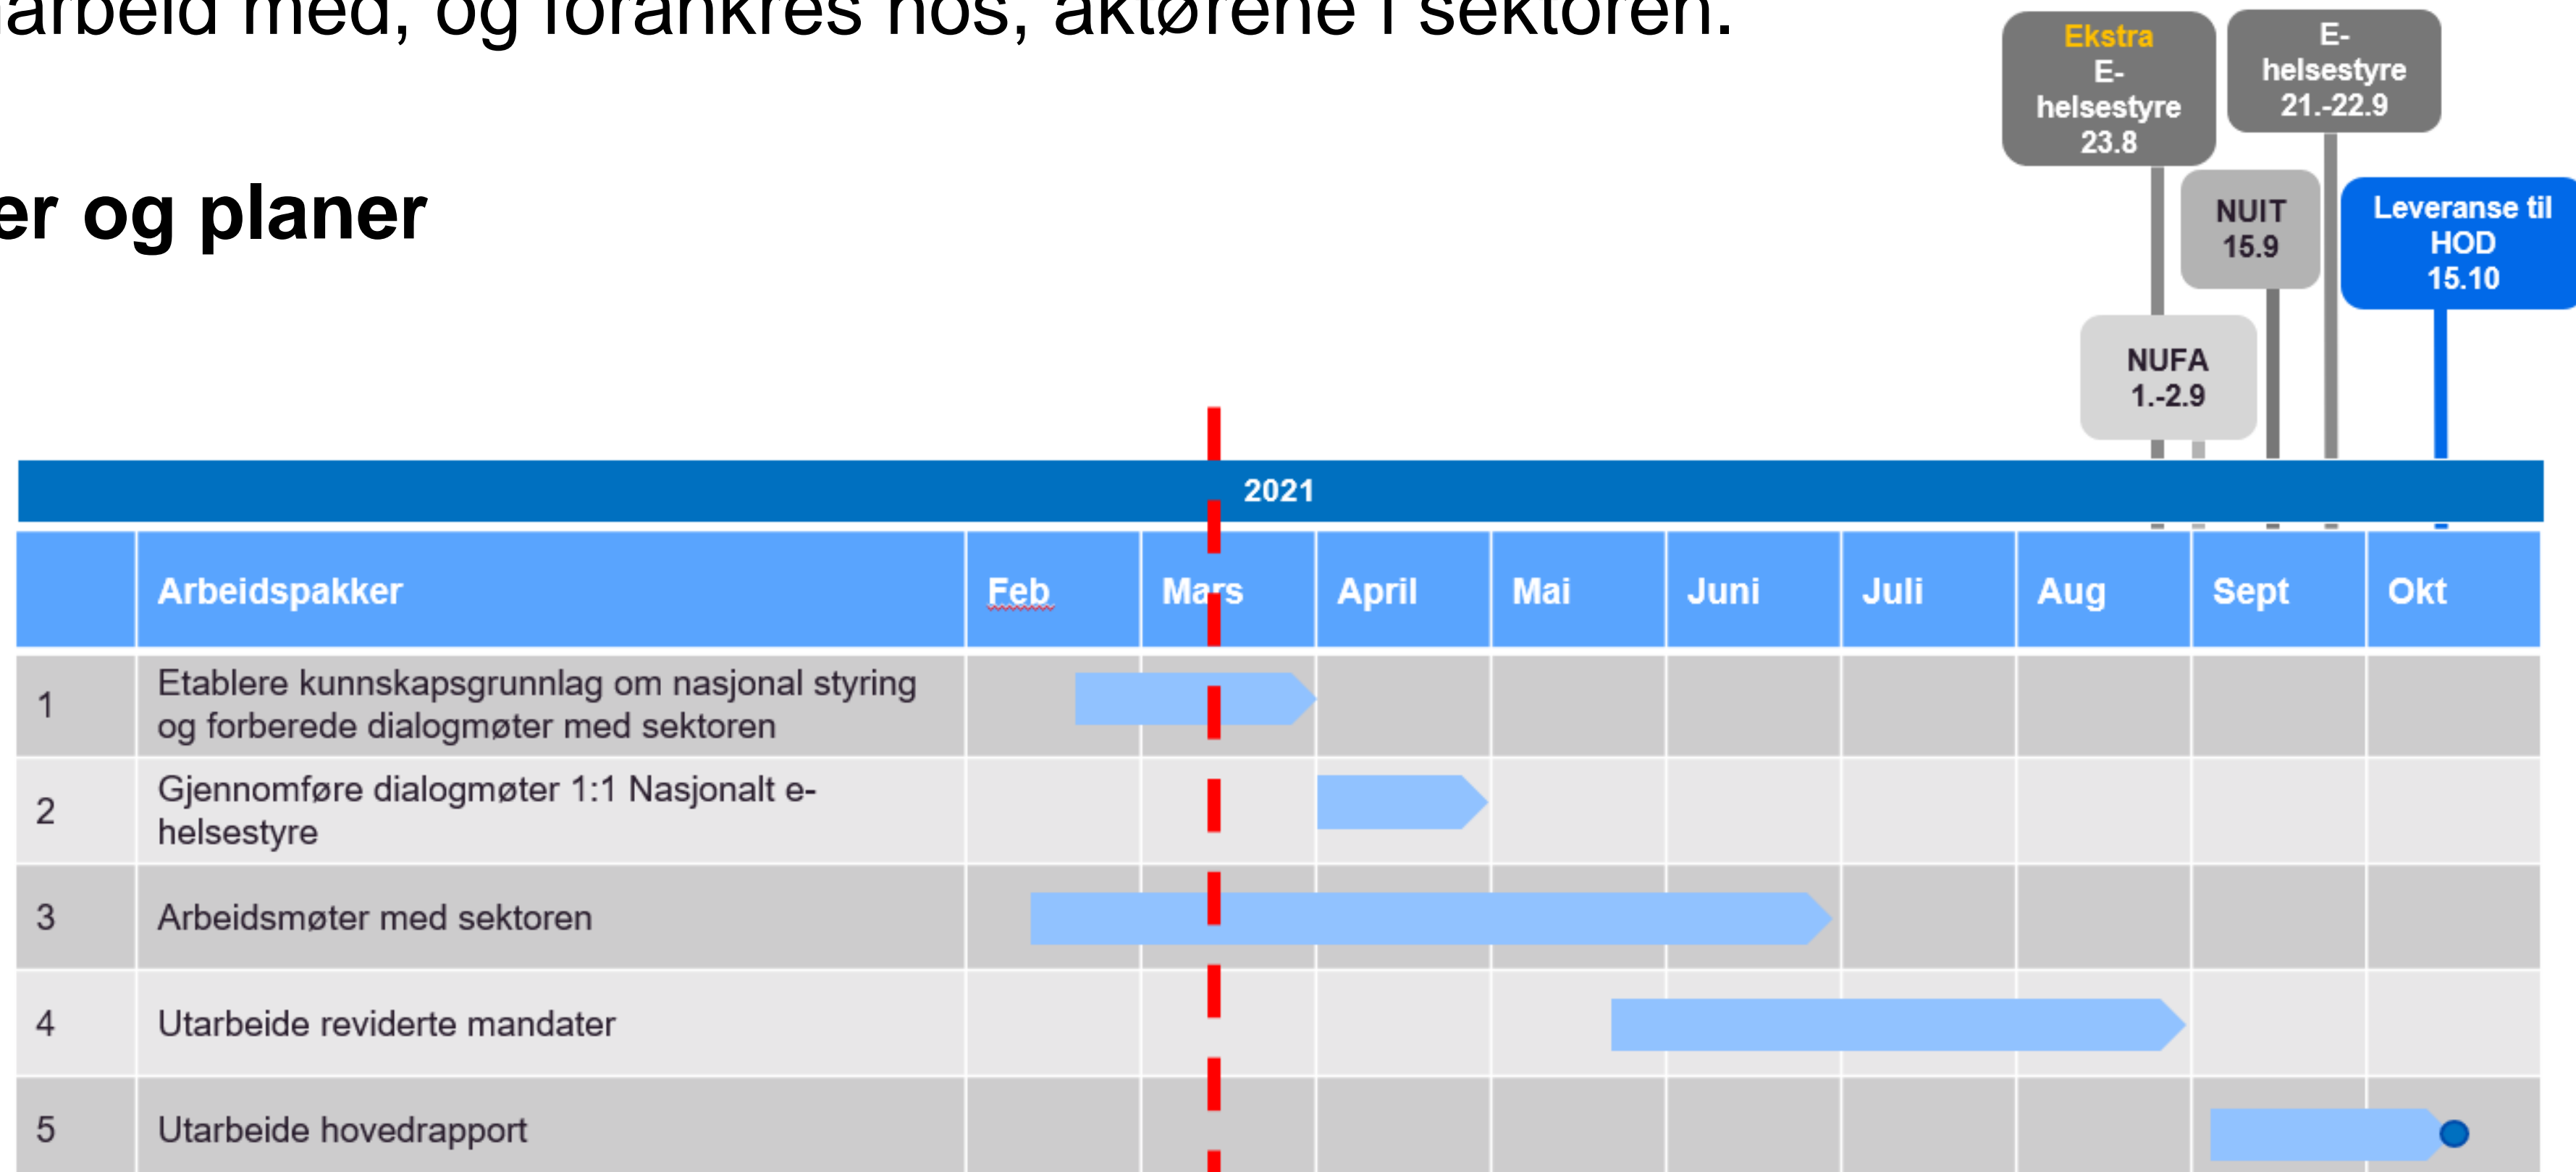 med, og forankres hos, aktørene i sektoren.
og planer
Ekstra
E-
helsestyre
23.8
E-
helsestyre
21.-22.9
NUIT
15.9
Leveranse til
HOD
15.10
NUFA
1.-2.9
2021
Arbeidspakker Feb Mars April Mai Juni Juli Aug Sept Okt
1 Etablere kunnskapsgrunnlag om nasjonal styring
og forberede dialogmøter med sektoren
2 Gjennomføre dialogmøter 1:1 Nasjonalt e-
helsestyre
3 Arbeidsmøter med sektoren
4 Utarbeide reviderte mandater
5 Utarbeide hovedrapport